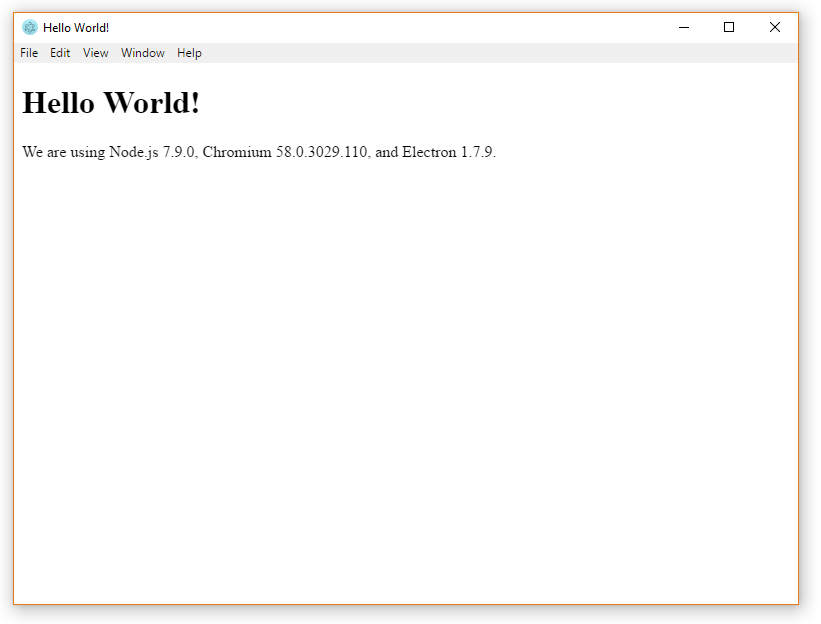 Hello World!
File Edit View Window Help
Hello World!
We are using Node.js 7.9.0, Chromium 58.0.3029.110, and Electron 1.7.9.